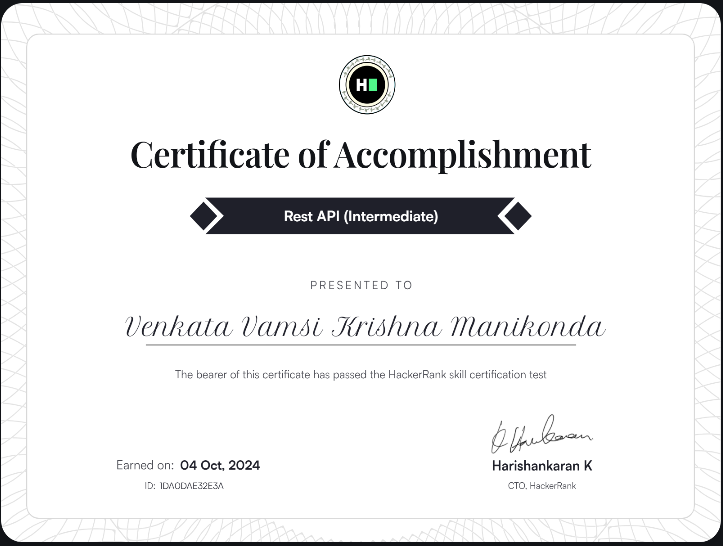 H
Certificate of Accomplishment
Rest API (Intermediate)
PRESENTED TO
Venkata Vamsi Krishna Manikonda
The bearer of this certificate has passed the HackerRank skill certification test
Earned on: 04 Oct, 2024
ID: 1DA0DAE32E3A
Harishankaran K
CTO, HackerRank